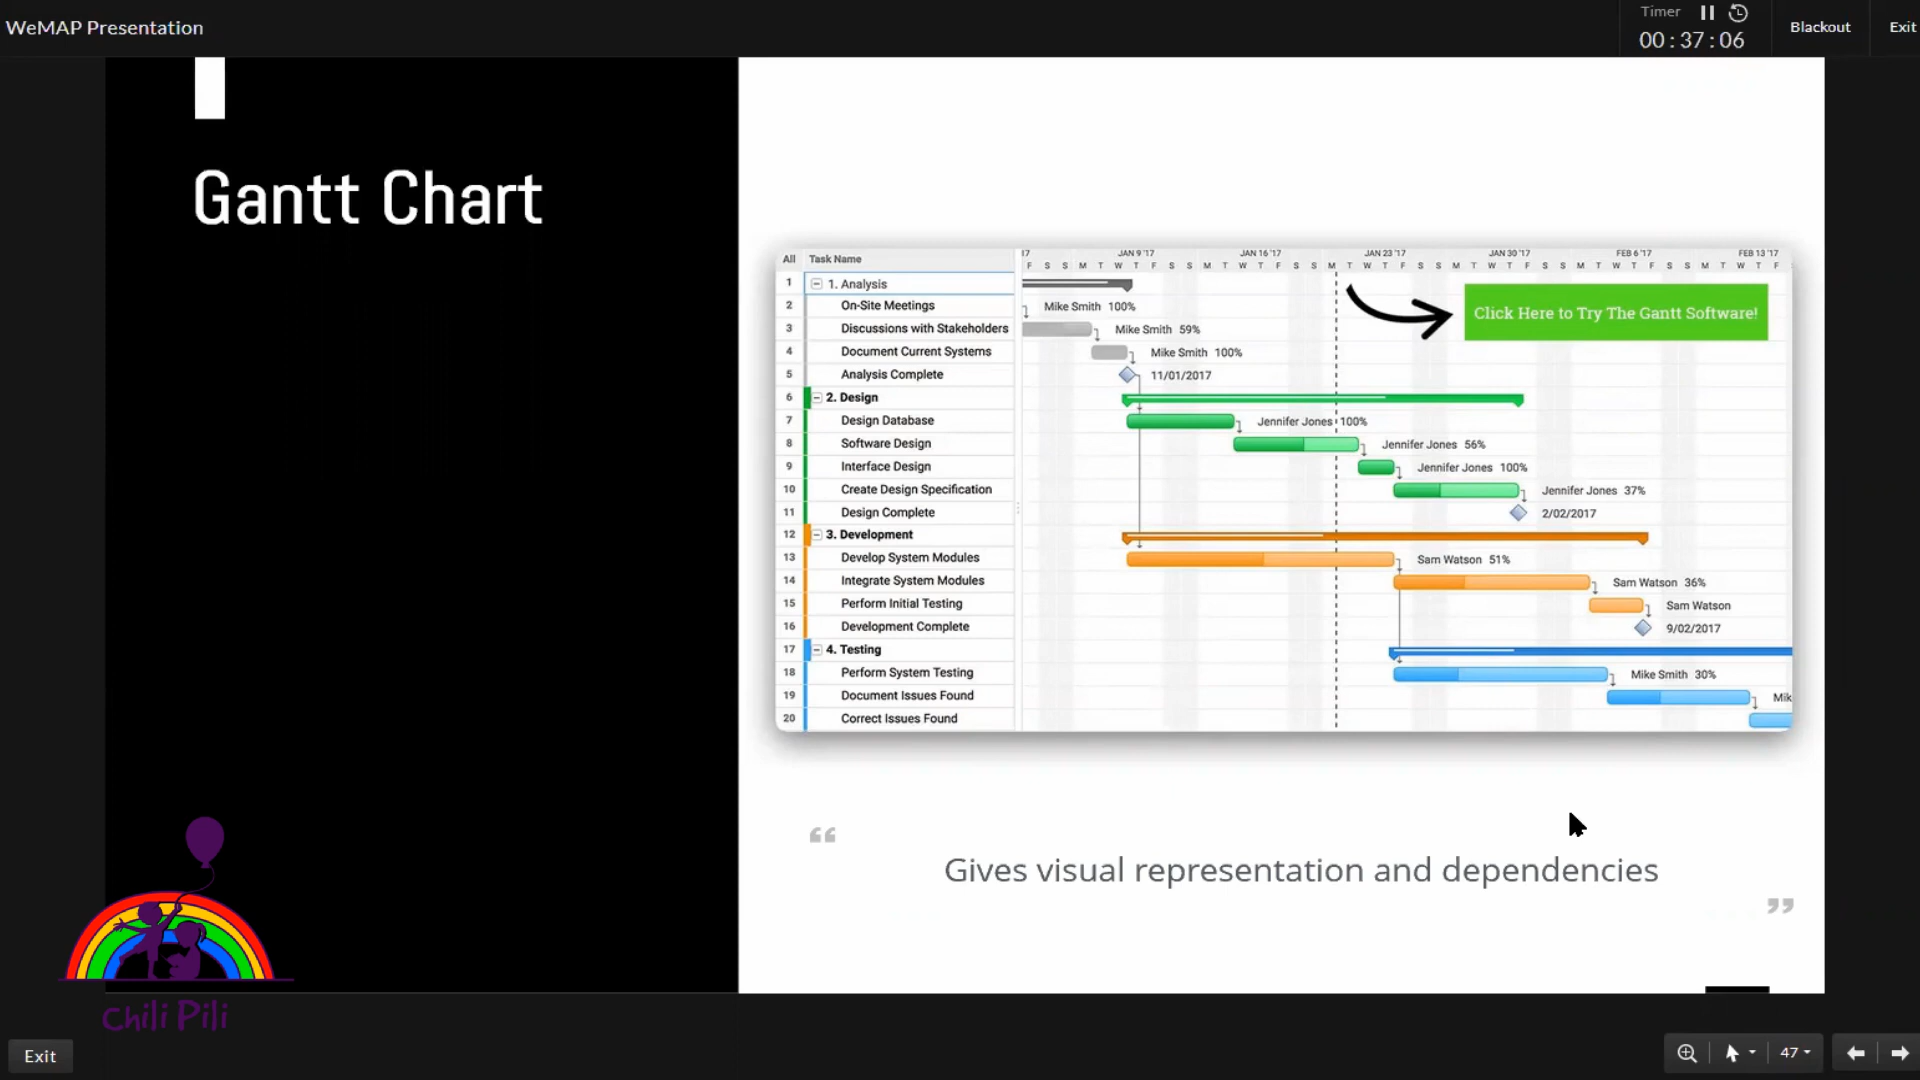 WeMAP Presentation
Timer
00 : 37 : 06
Blackout
Exit
Gantt Chart
All Task Name
17 JAN 9 '17 JAN 16 '17 JAN 23 '17 JAN 30 '17 FEB 6 '17 FEB 13 '17
F S S M T W T F S S M T W T F S S M T W T F S S M T W T F S S M T W T F S S M T W T F
1 1. Analysis
2 On-Site Meetings Mike Smith 100%
3 Discussions with Stakeholders Mike Smith 59%
4 Document Current Systems Mike Smith 100%
5 Analysis Complete 11/01/2017
6 2. Design
7 Design Database Jennifer Jones 100%
8 Software Design Jennifer Jones 56%
9 Interface Design Jennifer Jones 100%
10 Create Design Specification Jennifer Jones 37%
11 Design Complete 2/02/2017
12 3. Development
13 Develop System Modules Sam Watson 51%
14 Integrate System Modules Sam Watson 36%
15 Perform Initial Testing Sam Watson
16 Development Complete 9/02/2017
17 4. Testing
18 Perform System Testing Mike Smith 30%
19 Document Issues Found Mik
20 Correct Issues Found
Click Here to Try The Gantt Software!
“
Gives visual representation and dependencies
”
Chili Pili
Exit
47